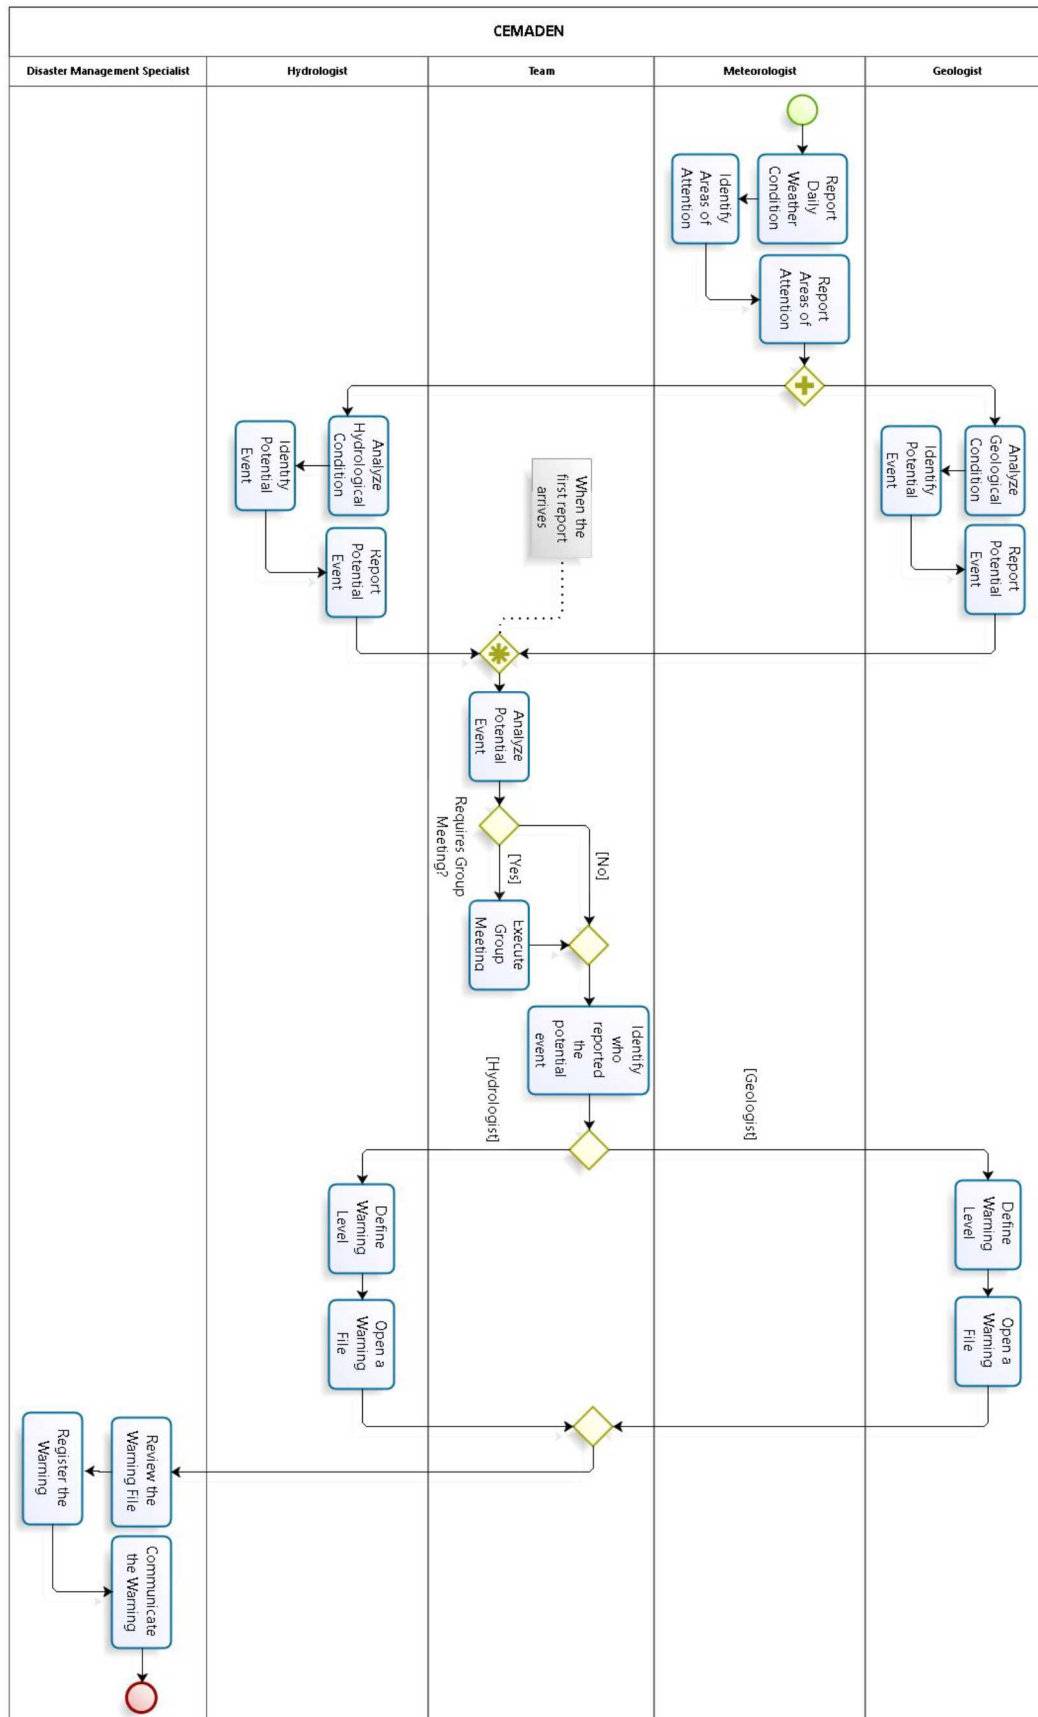 CEMADEN
Disaster Management Specialist
Hydrologist
Team
Meteorologist
Geologist
Report
Daily
Weather
Condition
Identify
Areas of
Attention
Report
Areas of
Attention
Analyze
Hydrological
Condition
Identify
Potential
Event
Report
Potential
Event
When the
first report
arrives
Analyze
Geological
Condition
Identify
Potential
Event
Report
Potential
Event
Analyze
Potential
Event
Requires Group
Meeting?
[Yes]
[No]
Execute
Group
Meeting
Identify
who
reported
the
potential
event
[Hydrologist]
[Geologist]
Define
Warning
Level
Open a
Warning
File
Define
Warning
Level
Open a
Warning
File
Review the
Warning File
Register the
Warning
Communicate
the Warning